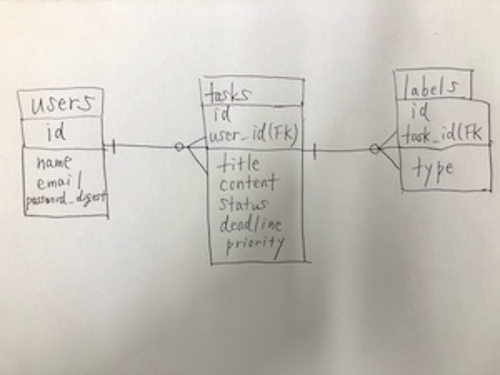 users
id
name
email
password_digest
tasks
id
user_id(FK)
title
content
status
deadline
priority
labels
id
task_id(FK
type